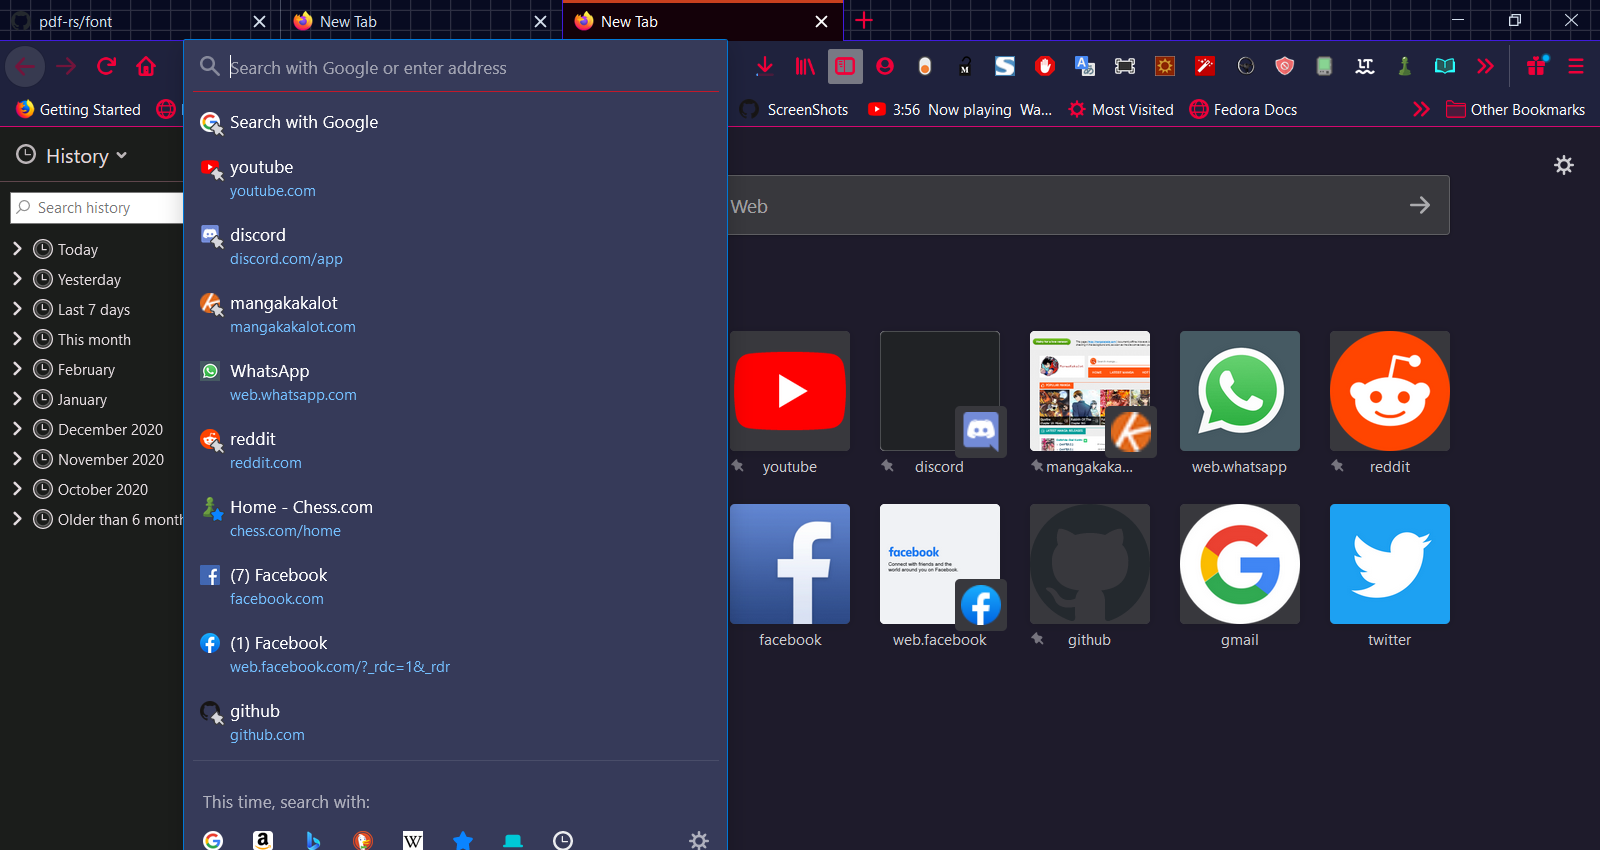 pdf-rs/font
New Tab
New Tab
Search with Google or enter address
Getting Started
ScreenShots
3:56 Now playing Wa...
Most Visited
Fedora Docs
Other Bookmarks
History
Search history
Today
Yesterday
Last 7 days
This month
February
January
December 2020
November 2020
October 2020
Older than 6 month
Search with Google
youtube
youtube.com
discord
discord.com/app
mangakakalot
mangakakalot.com
WhatsApp
web.whatsapp.com
reddit
reddit.com
Home - Chess.com
chess.com/home
(7) Facebook
facebook.com
(1) Facebook
web.facebook.com/?_rdc=1&_rdr
github
github.com
This time, search with:
Web
youtube
discord
mangakaka...
web.whatsapp
reddit
facebook
Connect with friends and the
world around you on Facebook.
facebook
web.facebook
github
gmail
twitter